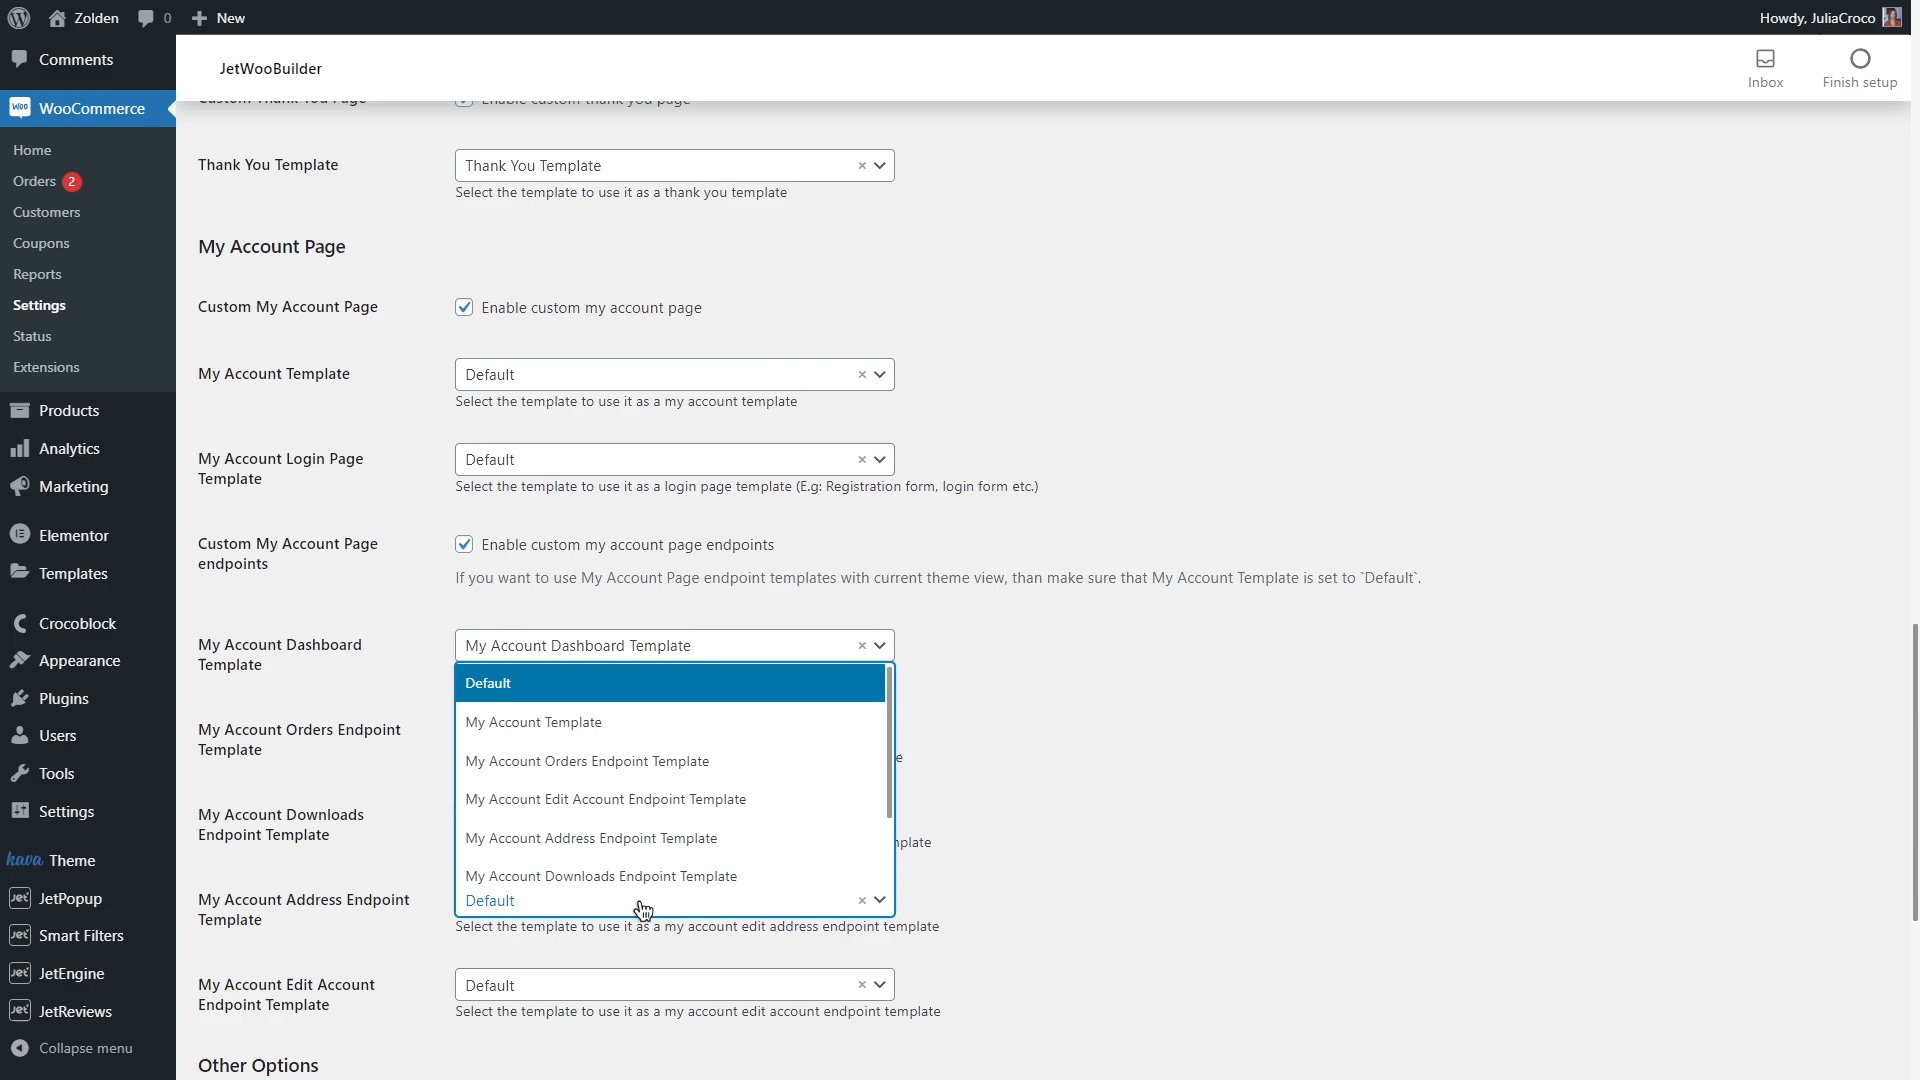 Zolden
0
New
Howdy, JuliaCroco
Comments
WooCommerce
Home
Orders 2
Customers
Coupons
Reports
Settings
Status
Extensions
Products
Analytics
Marketing
Elementor
Templates
Crocoblock
Appearance
Plugins
Users
Tools
Settings
kava Theme
JetPopup
Smart Filters
JetEngine
JetReviews
Collapse menu
JetWooBuilder
Inbox
Finish setup
Custom Thank You Page
Enable custom thank you page
Thank You Template
Thank You Template
Select the template to use it as a thank you template
My Account Page
Custom My Account Page
Enable custom my account page
My Account Template
Default
Select the template to use it as a my account template
My Account Login Page
Template
Default
Select the template to use it as a login page template (E.g: Registration form, login form etc.)
Custom My Account Page
endpoints
Enable custom my account page endpoints
If you want to use My Account Page endpoint templates with current theme view, than make sure that My Account Template is set to `Default`.
My Account Dashboard
Template
My Account Dashboard Template
Default
My Account Template
My Account Orders Endpoint Template
My Account Edit Account Endpoint Template
My Account Address Endpoint Template
My Account Downloads Endpoint Template
My Account Orders Endpoint
Template
My Account Downloads
Endpoint Template
My Account Address Endpoint
Template
Default
Select the template to use it as a my account edit address endpoint template
My Account Edit Account
Endpoint Template
Default
Select the template to use it as a my account edit account endpoint template
Other Options